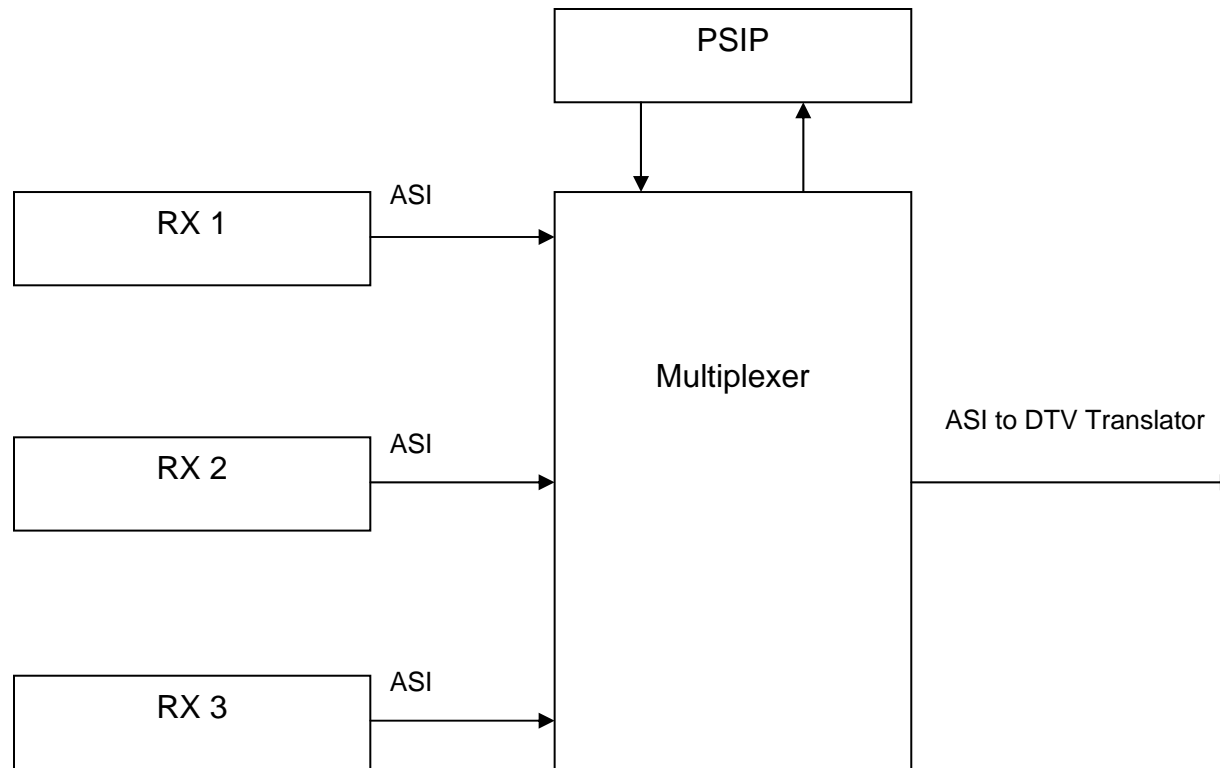 PSIP
ASI
RX 1
Multiplexer
ASI to DTV Translator
ASI
RX 2
ASI
RX 3